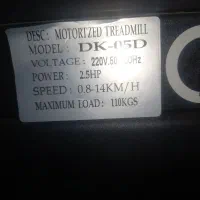 DESC: MOTORTZED TREADMILL
MODEL: DK-05D
VOLTAGE: 220V,50 60Hz
POWER: 2.5HP
SPEED: 0.8-14KM/H
MAXIMUM LOAD: 110KGS